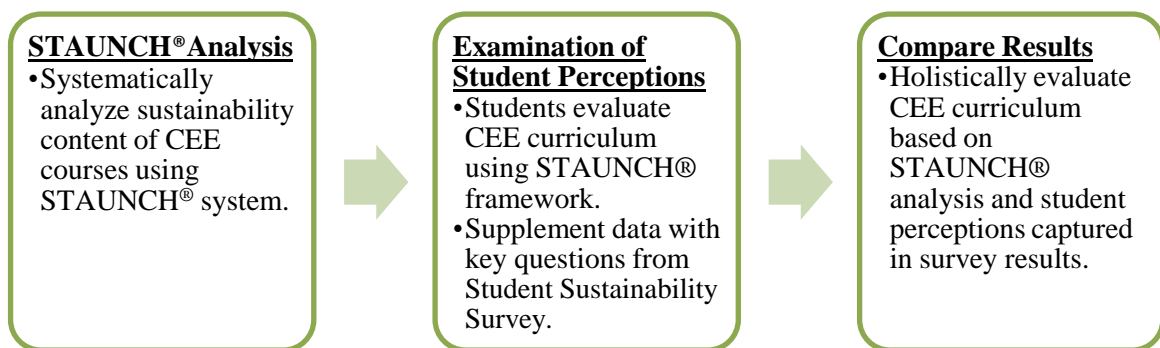 STAUNCH® Analysis
•Systematically
analyze sustainability
content of CEE
courses using
STAUNCH® system.
Examination of
Student Perceptions
•Students evaluate
CEE curriculum
using STAUNCH®
framework.
•Supplement data with
key questions from
Student Sustainability
Survey.
Compare Results
•Holistically evaluate
CEE curriculum
based on
STAUNCH®
analysis and student
perceptions captured
in survey results.